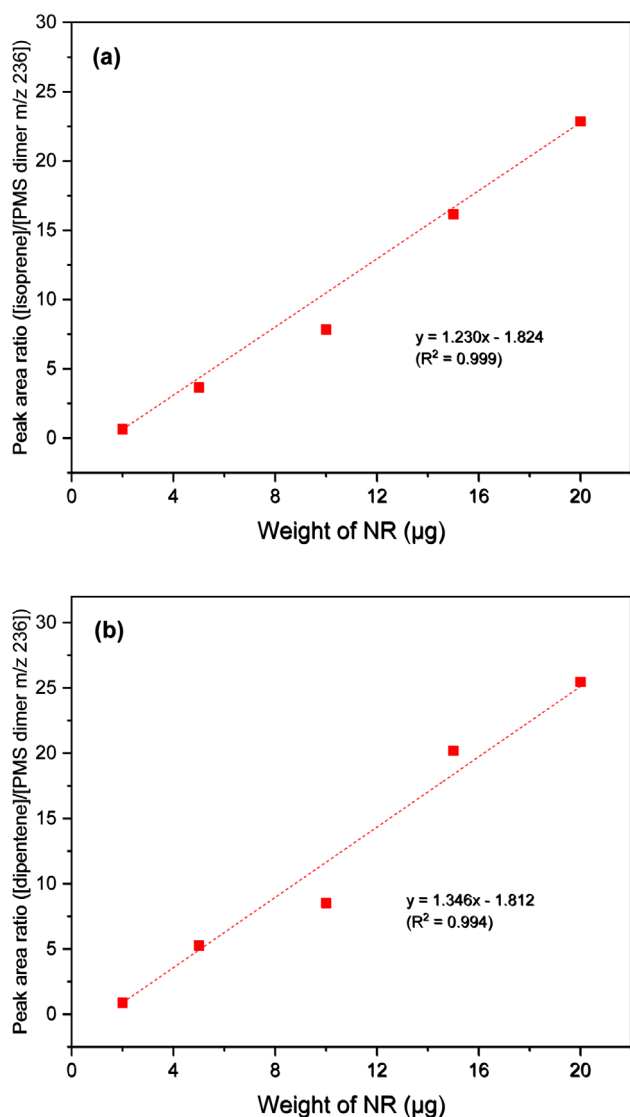 (a)
Peak area ratio ([isoprene]/[PMS dimer m/z 236])
30
25
20
15
10
5
0
y = 1.230x - 1.824
(R² = 0.999)
0 4 8 12 16 20
Weight of NR (µg)
(b)
Peak area ratio ([dipentene]/[PMS dimer m/z 236])
30
25
20
15
10
5
0
y = 1.346x - 1.812
(R² = 0.994)
0 4 8 12 16 20
Weight of NR (µg)